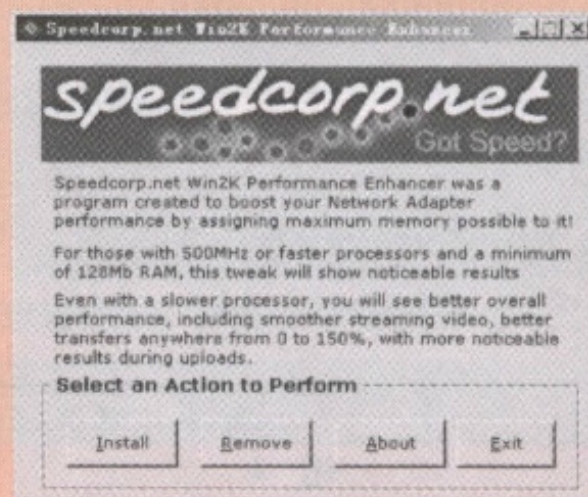 Speedcorp.net Win2K Performance Enhancer
speedcorp.net
Got Speed?
Speedcorp.net Win2K Performance Enhancer was a
program created to boost your Network Adapter
performance by assigning maximum memory possible to it!
For those with 500MHz or faster processors and a minimum
of 128Mb RAM, this tweak will show noticeable results
Even with a slower processor, you will see better overall
performance, including smoother streaming video, better
transfers anywhere from 0 to 150%, with more noticeable
results during uploads.
Select an Action to Perform
Install Remove About Exit